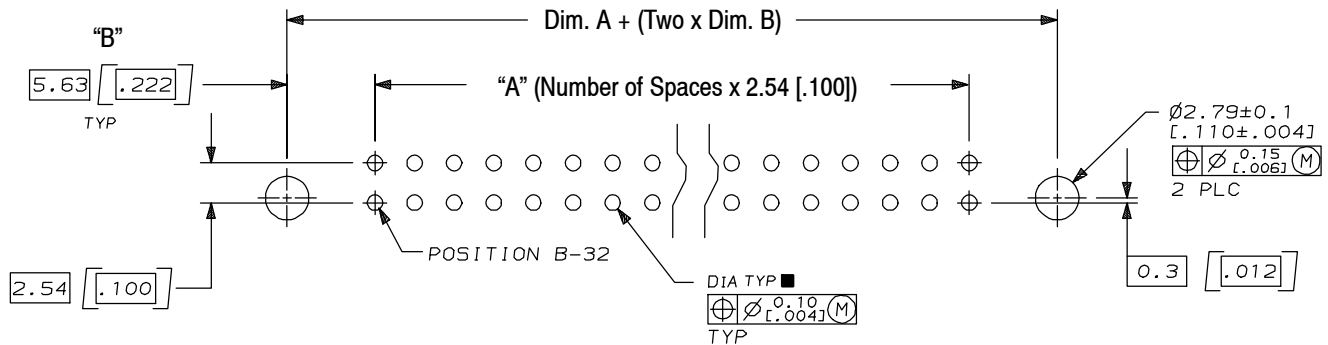 Dim. A + (Two x Dim. B)
“B”
5.63 [.222]
TYP
“A” (Number of Spaces x 2.54 [.100])
Ø2.79±0.1
[.110±.004]
⌖ Ø 0.15 [.006] Ⓜ
2 PLC
POSITION B-32
2.54 [.100]
DIA TYP ■
⌖ Ø 0.10 [.004] Ⓜ
TYP
0.3 [.012]